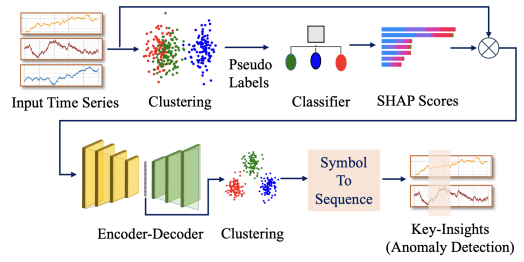 Input Time Series
Clustering
Pseudo
Labels
Classifier
SHAP Scores
Encoder-Decoder
Clustering
Symbol
To
Sequence
Key-Insights
(Anomaly Detection)